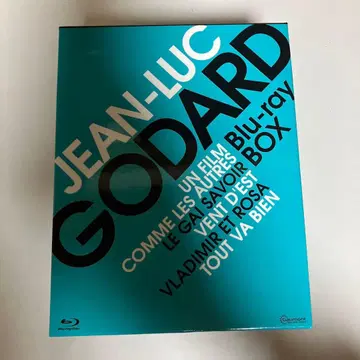 JEAN-LUC
GODARD
Blu-ray
BOX
UN FILM
COMME LES AUTRES
LE GAI SAVOIR
VENT D'EST
VLADIMIR ET ROSA
TOUT VA BIEN